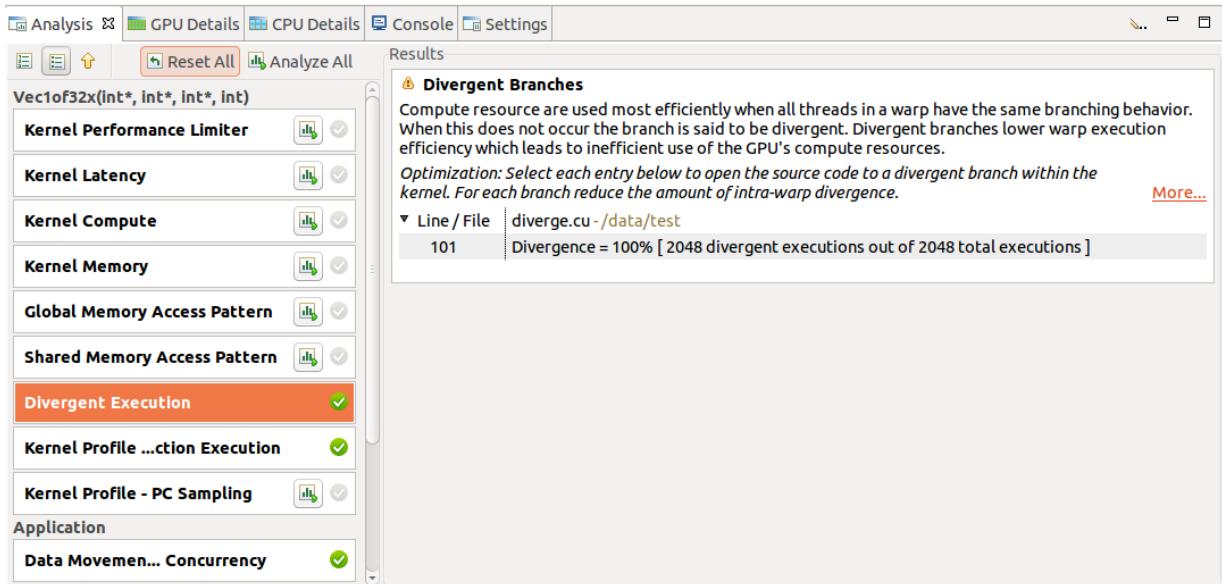 Analysis GPU Details CPU Details Console Settings
Reset All Analyze All
Vec1of32x(int*, int*, int*, int)
Kernel Performance Limiter
Kernel Latency
Kernel Compute
Kernel Memory
Global Memory Access Pattern
Shared Memory Access Pattern
Divergent Execution
Kernel Profile ...ction Execution
Kernel Profile - PC Sampling
Application
Data Movemen... Concurrency
Results
Divergent Branches
Compute resource are used most efficiently when all threads in a warp have the same branching behavior.
When this does not occur the branch is said to be divergent. Divergent branches lower warp execution
efficiency which leads to inefficient use of the GPU's compute resources.
Optimization: Select each entry below to open the source code to a divergent branch within the
kernel. For each branch reduce the amount of intra-warp divergence. More...
Line / File diverge.cu - /data/test
101 Divergence = 100% [ 2048 divergent executions out of 2048 total executions ]